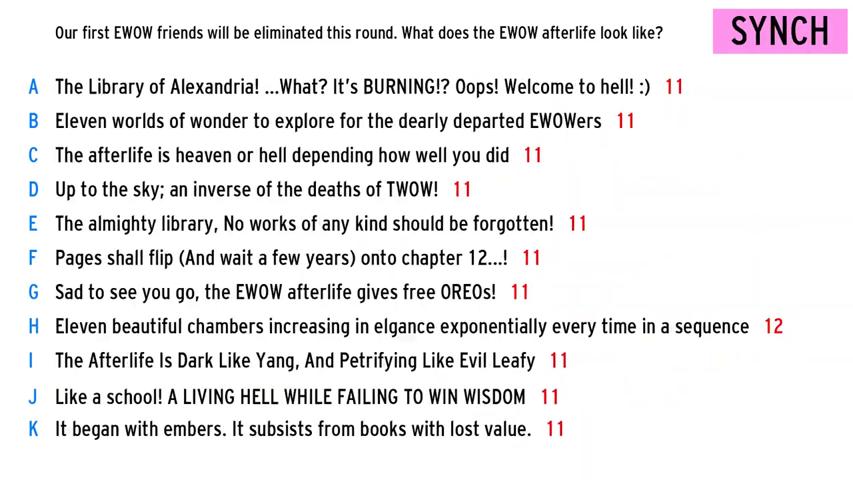 Our first EWOW friends will be eliminated this round. What does the EWOW afterlife look like?
SYNCH
A The Library of Alexandria! ...What? It's BURNING!? Oops! Welcome to hell! :) 11
B Eleven worlds of wonder to explore for the dearly departed EWOWers 11
C The afterlife is heaven or hell depending how well you did 11
D Up to the sky; an inverse of the deaths of TWOW! 11
E The almighty library, No works of any kind should be forgotten! 11
F Pages shall flip (And wait a few years) onto chapter 12...! 11
G Sad to see you go, the EWOW afterlife gives free OREOs! 11
H Eleven beautiful chambers increasing in elgance exponentially every time in a sequence 12
I The Afterlife Is Dark Like Yang, And Petrifying Like Evil Leafy 11
J Like a school! A LIVING HELL WHILE FAILING TO WIN WISDOM 11
K It began with embers. It subsists from books with lost value. 11